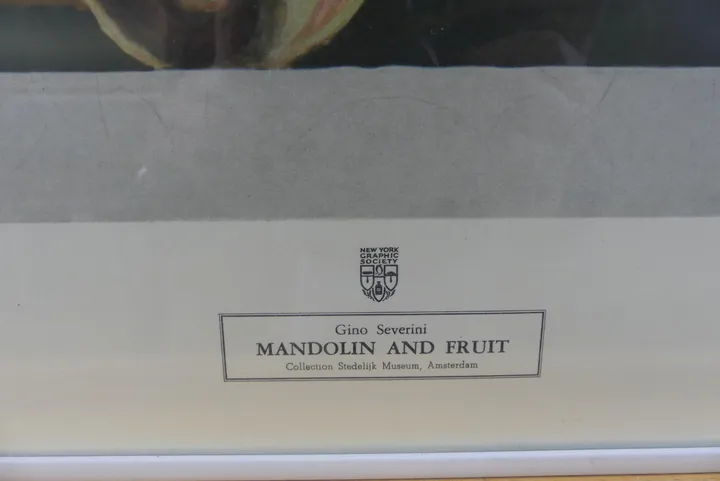 NEW YORK
GRAPHIC
SOCIETY
Gino Severini
MANDOLIN AND FRUIT
Collection Stedelijk Museum, Amsterdam